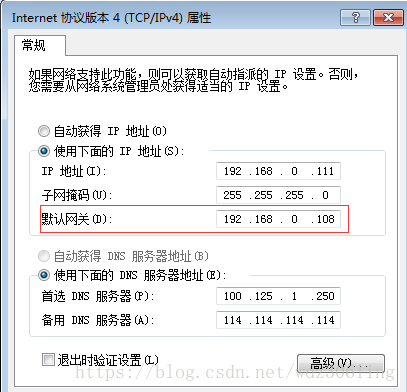 Internet 协议版本 4 (TCP/IPv4) 属性
常规
如果网络支持此功能，则可以获取自动指派的 IP 设置。否则，
您需要从网络系统管理员处获得适当的 IP 设置。
自动获得 IP 地址(O)
使用下面的 IP 地址(S):
IP 地址(I): 192 .168 . 0 .111
子网掩码(U): 255 .255 .255 . 0
默认网关(D): 192 .168 . 0 .108
自动获得 DNS 服务器地址(B)
使用下面的 DNS 服务器地址(E):
首选 DNS 服务器(P): 100 .125 . 1 .250
备用 DNS 服务器(A): 114 .114 .114 .114
退出时验证设置(L)
高级(V)...